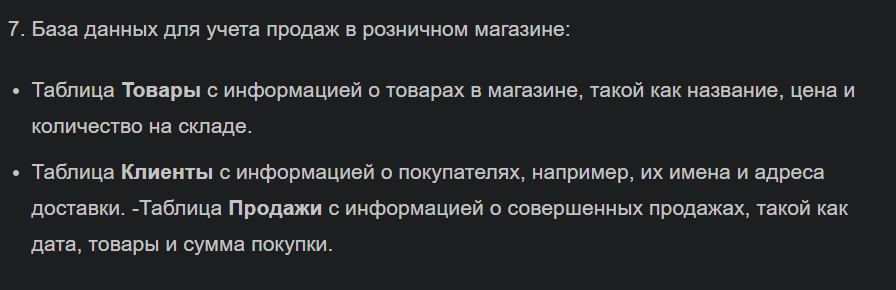 7. База данных для учета продаж в розничном магазине:
• Таблица Товары с информацией о товарах в магазине, такой как название, цена и
количество на складе.
• Таблица Клиенты с информацией о покупателях, например, их имена и адреса
доставки. -Таблица Продажи с информацией о совершенных продажах, такой как
дата, товары и сумма покупки.